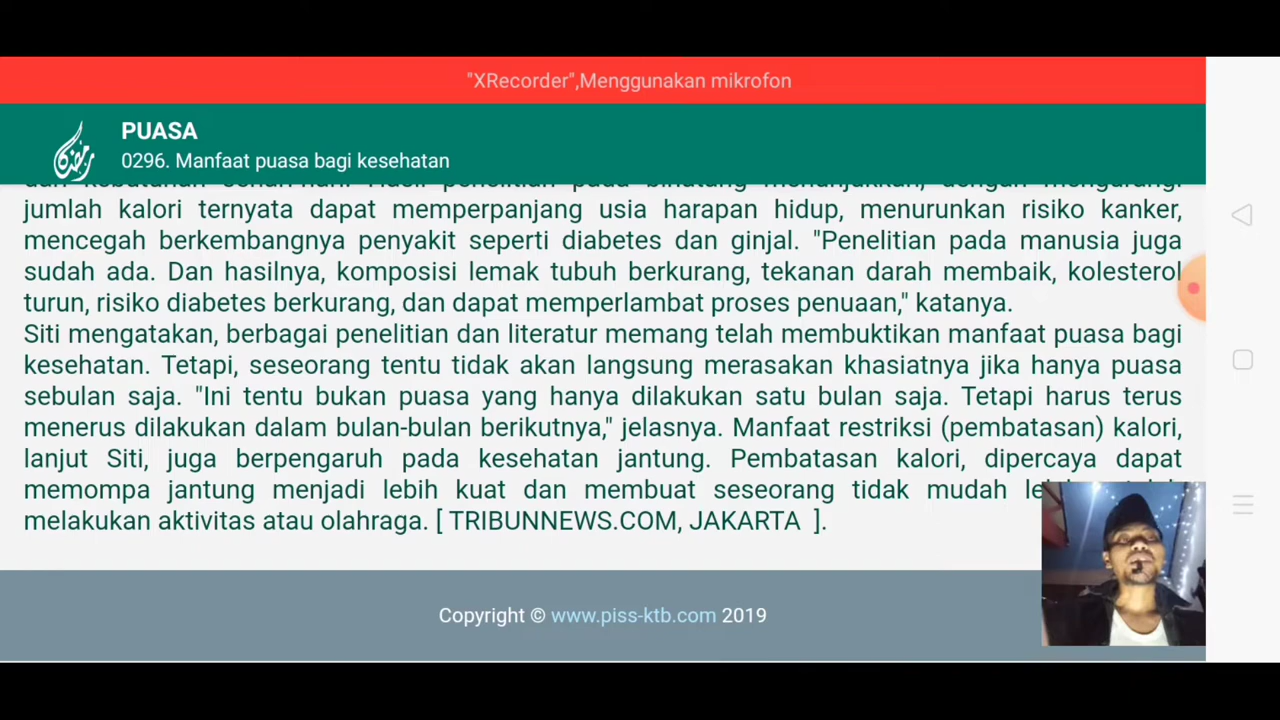 "XRecorder",Menggunakan mikrofon
PUASA
0296. Manfaat puasa bagi kesehatan
jumlah kalori ternyata dapat memperpanjang usia harapan hidup, menurunkan risiko kanker,
mencegah berkembangnya penyakit seperti diabetes dan ginjal. "Penelitian pada manusia juga
sudah ada. Dan hasilnya, komposisi lemak tubuh berkurang, tekanan darah membaik, kolesterol
turun, risiko diabetes berkurang, dan dapat memperlambat proses penuaan," katanya.
Siti mengatakan, berbagai penelitian dan literatur memang telah membuktikan manfaat puasa bagi
kesehatan. Tetapi, seseorang tentu tidak akan langsung merasakan khasiatnya jika hanya puasa
sebulan saja. "Ini tentu bukan puasa yang hanya dilakukan satu bulan saja. Tetapi harus terus
menerus dilakukan dalam bulan-bulan berikutnya," jelasnya. Manfaat restriksi (pembatasan) kalori,
lanjut Siti, juga berpengaruh pada kesehatan jantung. Pembatasan kalori, dipercaya dapat
memompa jantung menjadi lebih kuat dan membuat seseorang tidak mudah
melakukan aktivitas atau olahraga. [ TRIBUNNEWS.COM, JAKARTA ].
Copyright © www.piss-ktb.com 2019